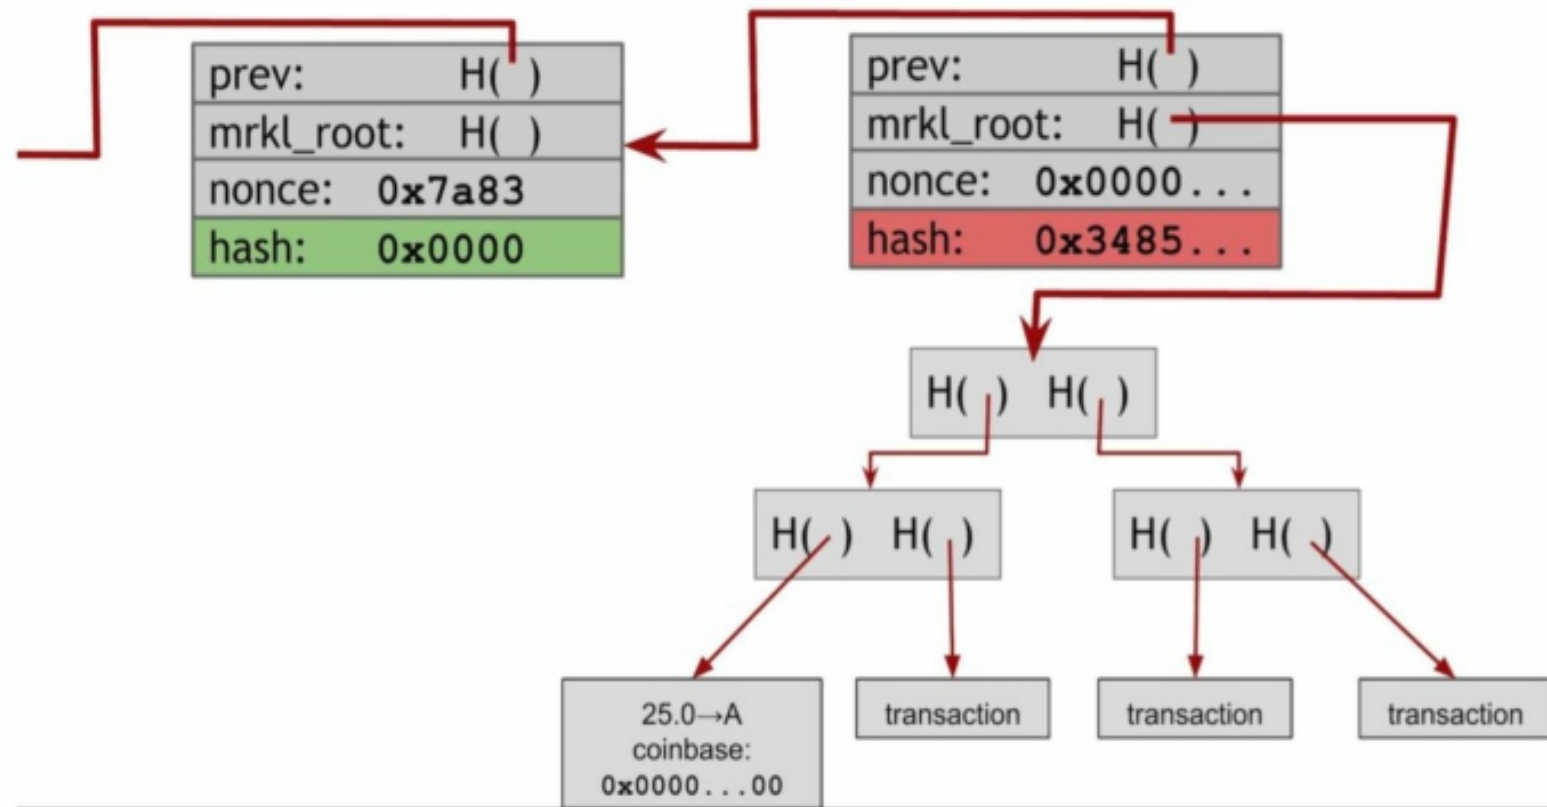 prev: H( )
mrkl_root: H( )
nonce: 0x7a83
hash: 0x0000
prev: H( )
mrkl_root: H( )
nonce: 0x0000...
hash: 0x3485...
H( ) H( )
H( ) H( )
H( ) H( )
25.0→A
coinbase:
0x0000...00
transaction
transaction
transaction